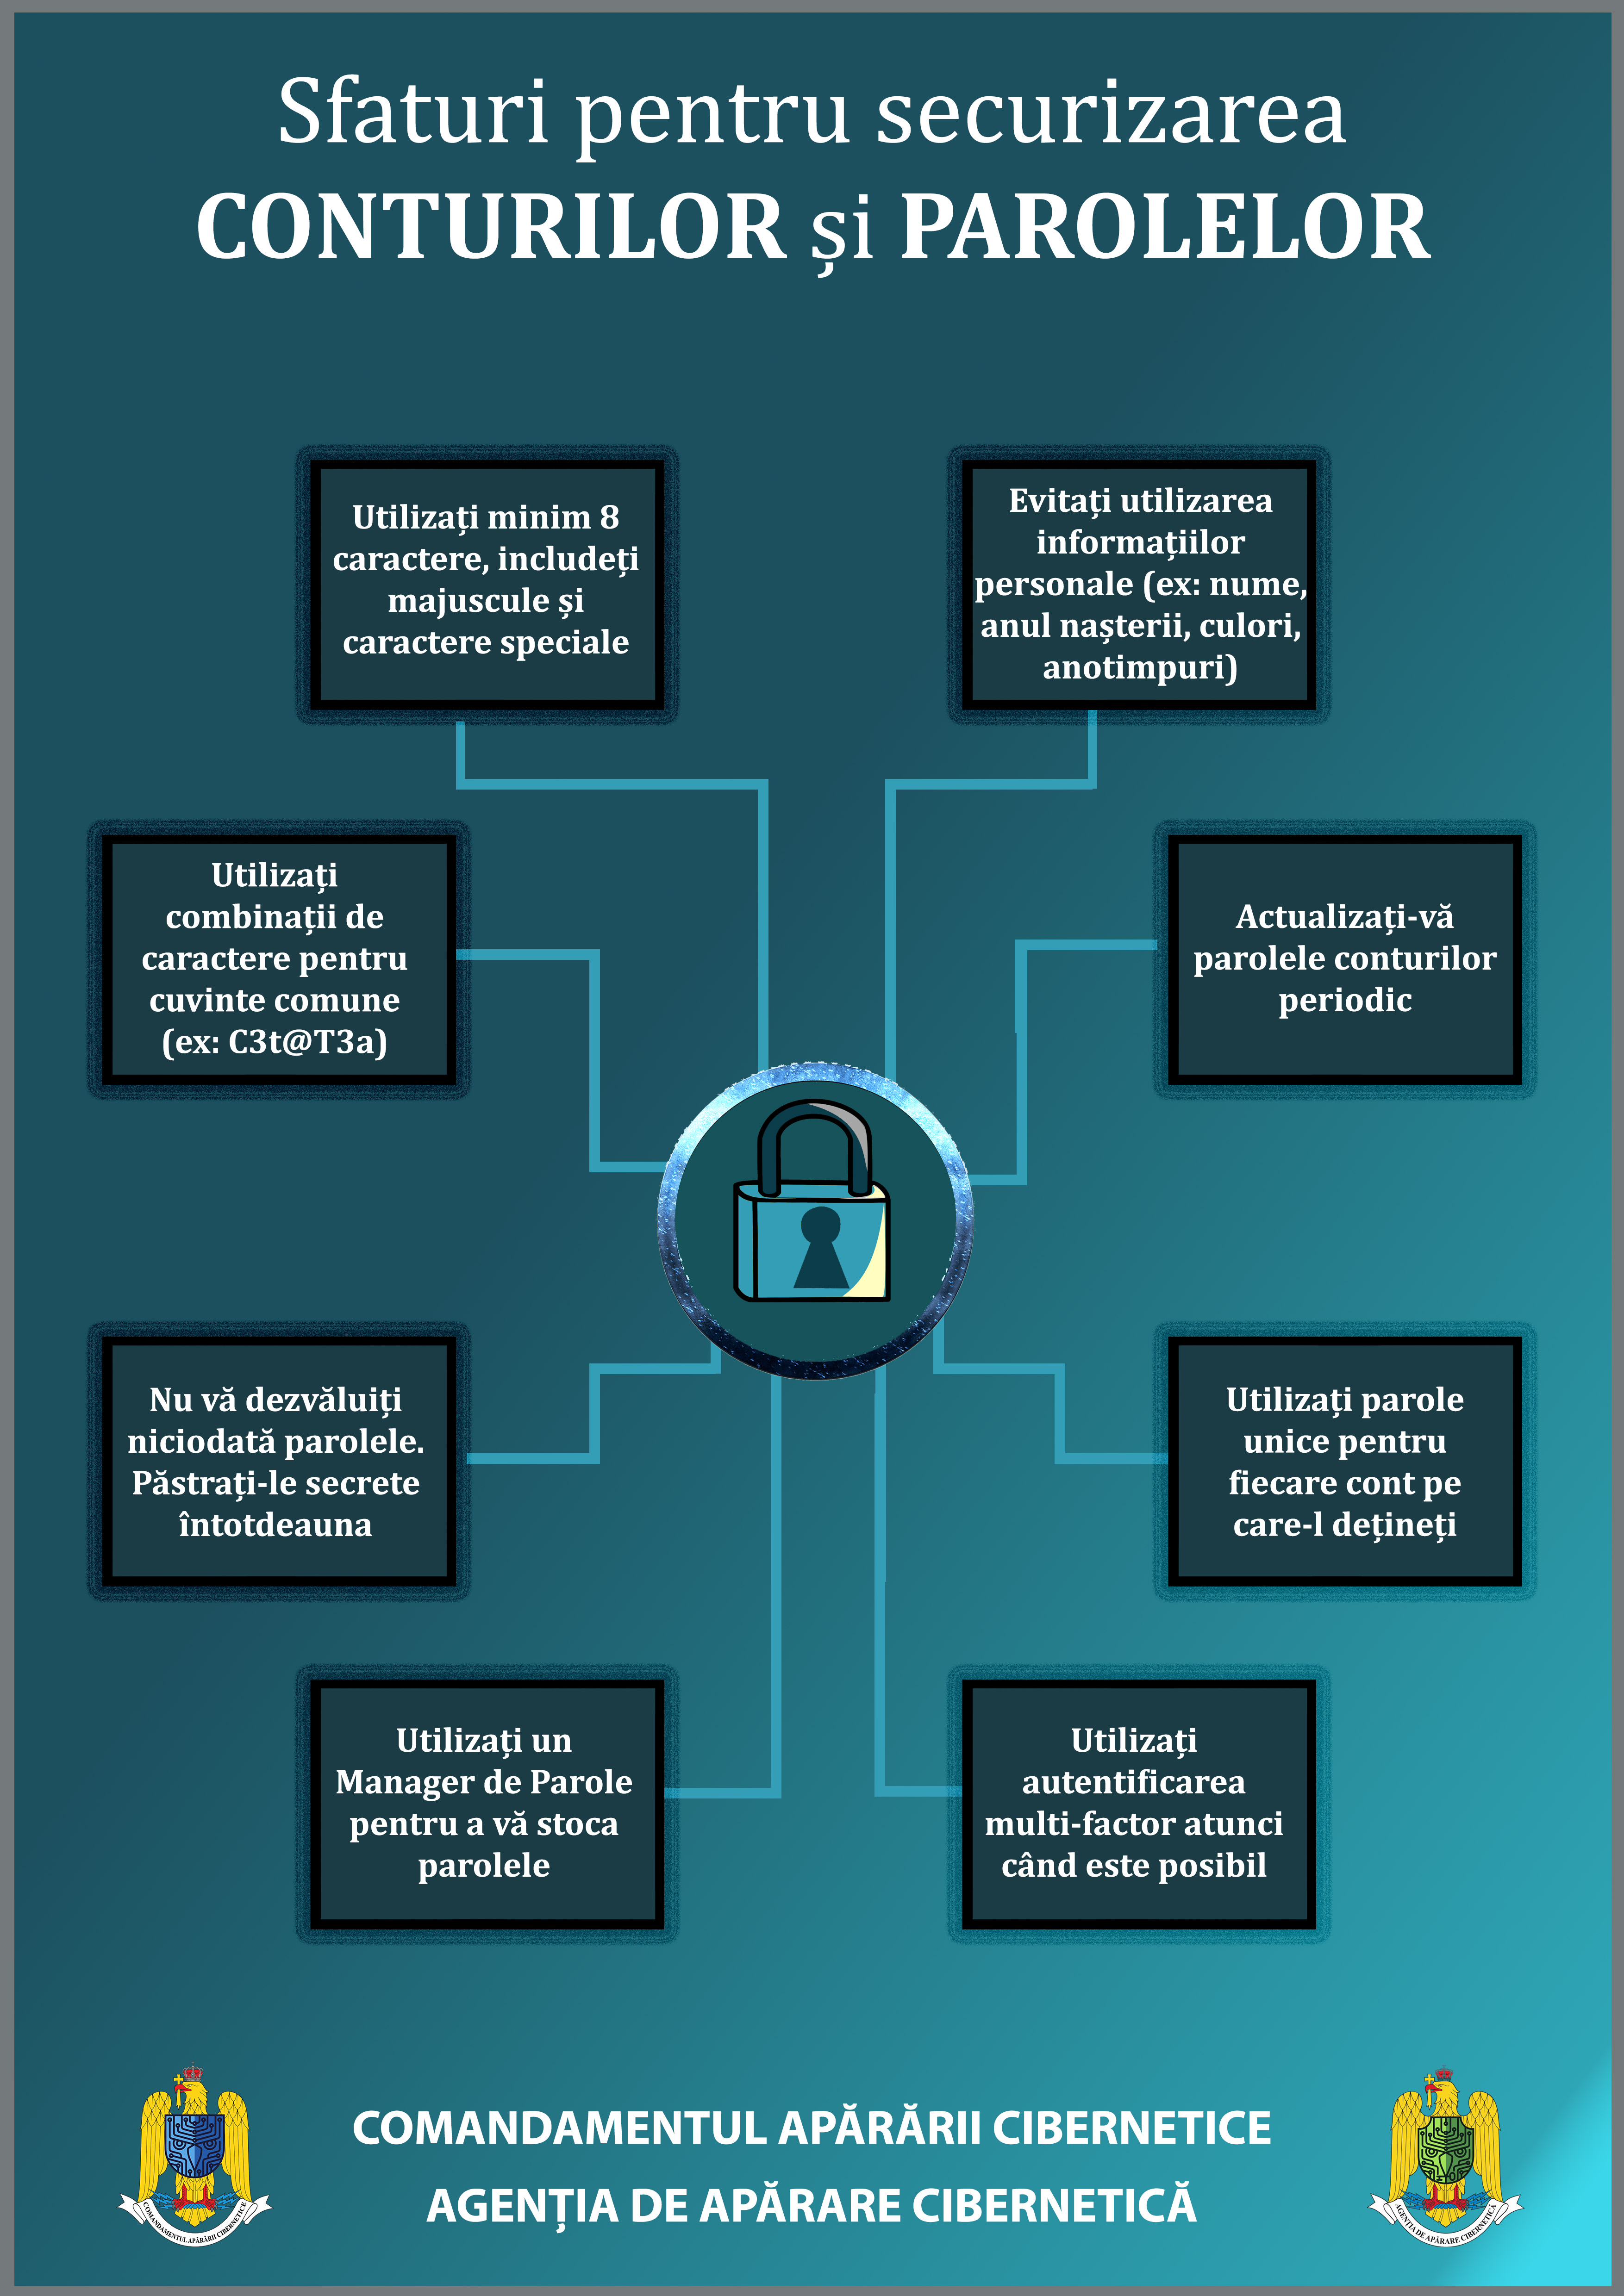 Sfaturi pentru securizarea
CONTURILOR și PAROLELOR
Utilizați minim 8
caractere, includeți
majuscule și
caractere speciale
Evitați utilizarea
informațiilor
personale (ex: nume,
anul nașterii, culori,
anotimpuri)
Utilizați
combinații de
caractere pentru
cuvinte comune
(ex: C3t@T3a)
Actualizați-vă
parolele conturilor
periodic
Nu vă dezvăluiți
niciodată parolele.
Păstrați-le secrete
întotdeauna
Utilizați parole
unice pentru
fiecare cont pe
care-l dețineți
Utilizați un
Manager de Parole
pentru a vă stoca
parolele
Utilizați
autentificarea
multi-factor atunci
când este posibil
COMANDAMENTUL APĂRĂRII CIBERNETICE
AGENȚIA DE APĂRARE CIBERNETICĂ
COMANDAMENTUL APĂRĂRII CIBERNETICE
AGENȚIA DE APĂRARE CIBERNETICĂ